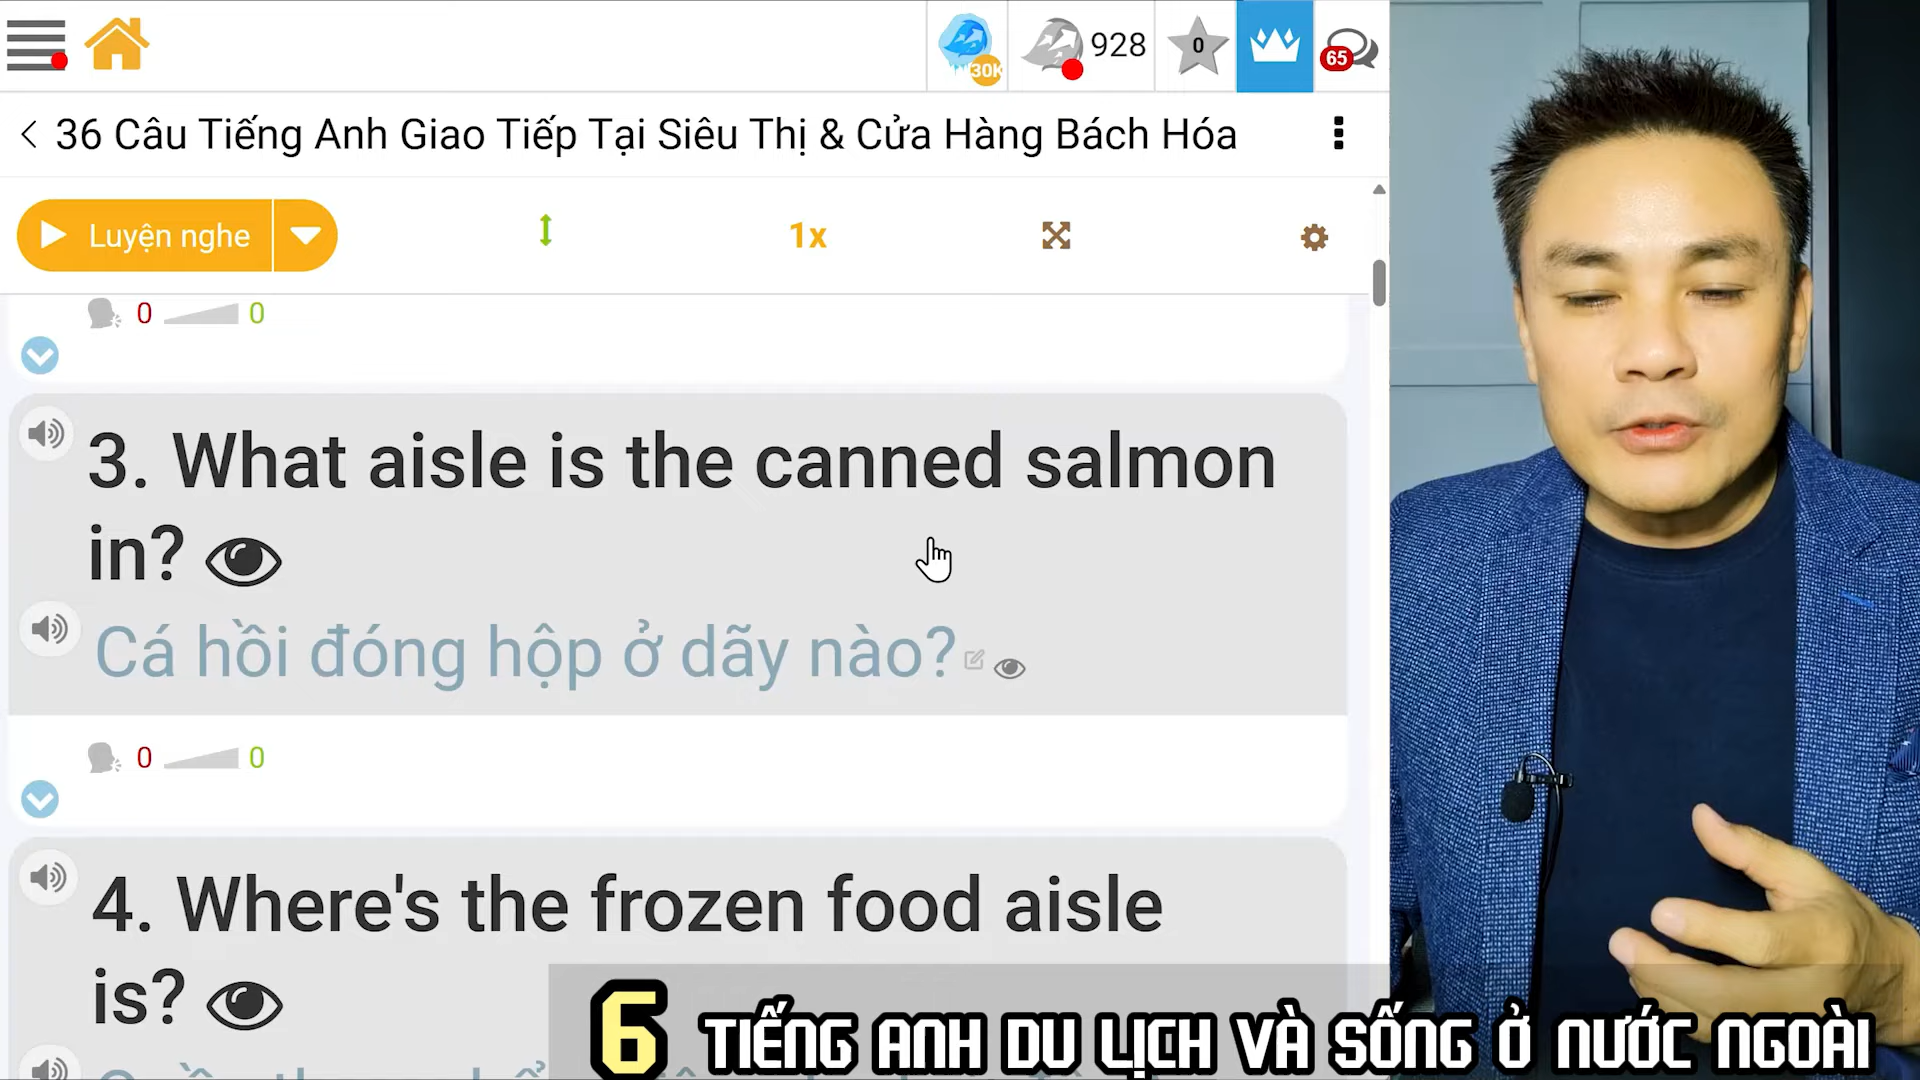 30K
928
0
65
36 Câu Tiếng Anh Giao Tiếp Tại Siêu Thị & Cửa Hàng Bách Hóa
Luyện nghe
1x
0 0
3. What aisle is the canned salmon
in?
Cá hồi đóng hộp ở dãy nào?
0 0
4. Where's the frozen food aisle
is?
6 TIẾNG ANH DU LỊCH VÀ SỐNG Ở NƯỚC NGOÀI